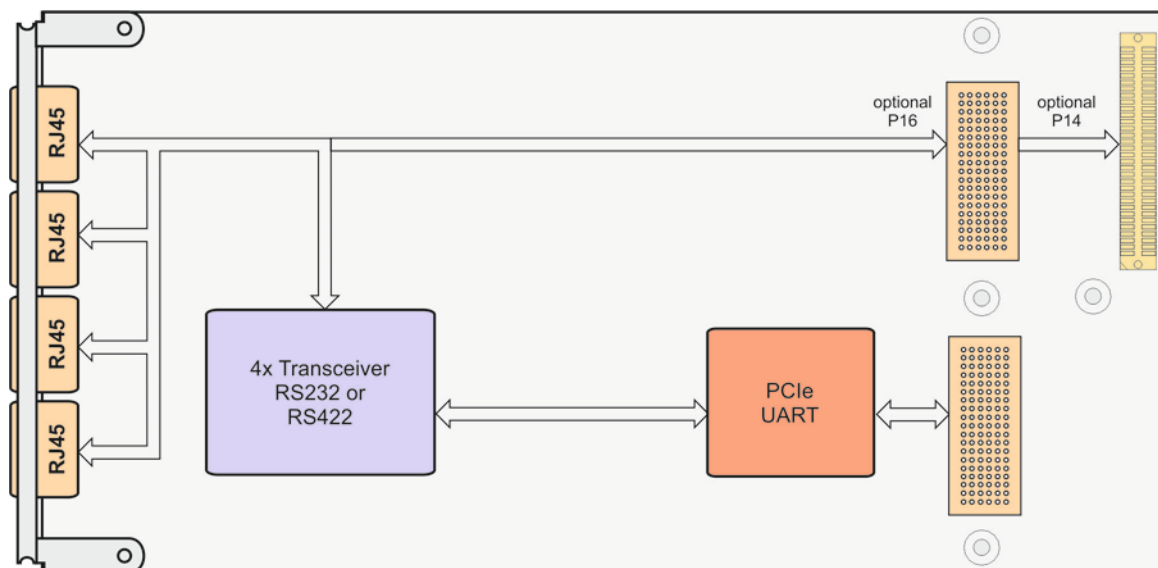 optional
P16
optional
P14
RJ45
RJ45
RJ45
RJ45
4x Transceiver
RS232 or
RS422
PCIe
UART